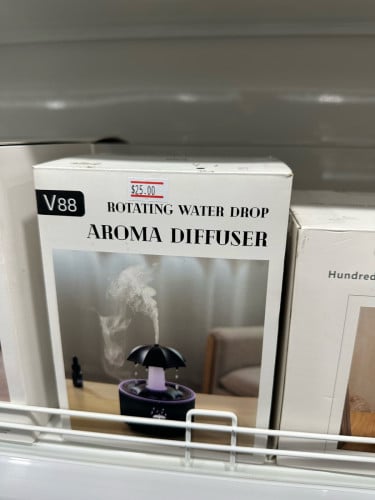 $25.00
V88
ROTATING WATER DROP
AROMA DIFFUSER
Hundred